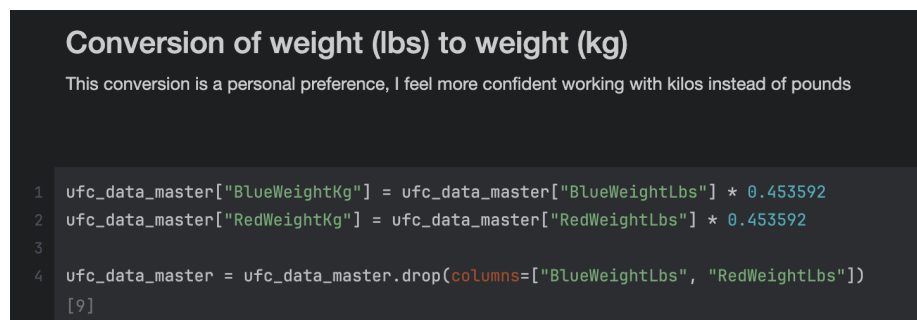 Conversion of weight (lbs) to weight (kg)
This conversion is a personal preference, I feel more confident working with kilos instead of pounds
1 ufc_data_master["BlueWeightKg"] = ufc_data_master["BlueWeightLbs"] * 0.453592
2 ufc_data_master["RedWeightKg"] = ufc_data_master["RedWeightLbs"] * 0.453592
3
4 ufc_data_master = ufc_data_master.drop(columns=["BlueWeightLbs", "RedWeightLbs"])
[9]